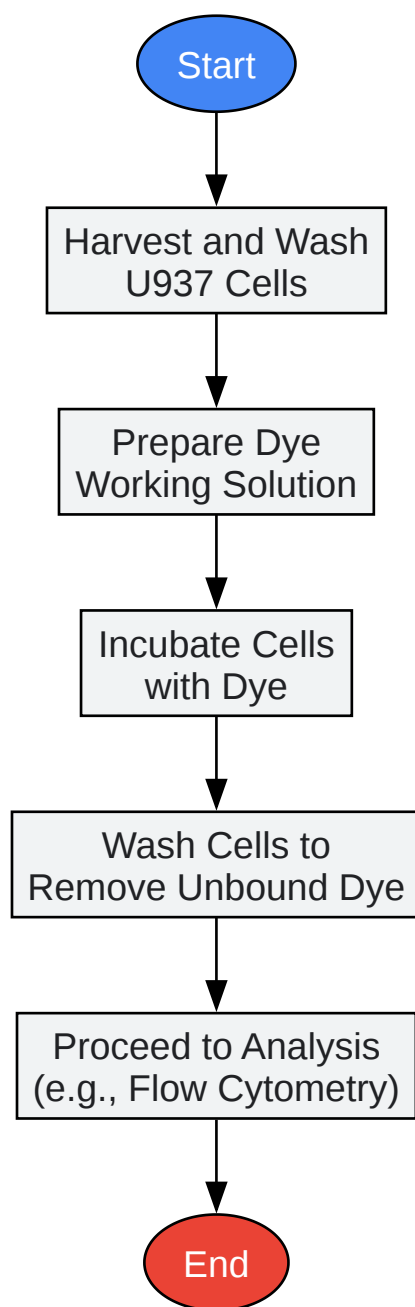 Start
Harvest and Wash
U937 Cells
Prepare Dye
Working Solution
Incubate Cells
with Dye
Wash Cells to
Remove Unbound Dye
Proceed to Analysis
(e.g., Flow Cytometry)
End